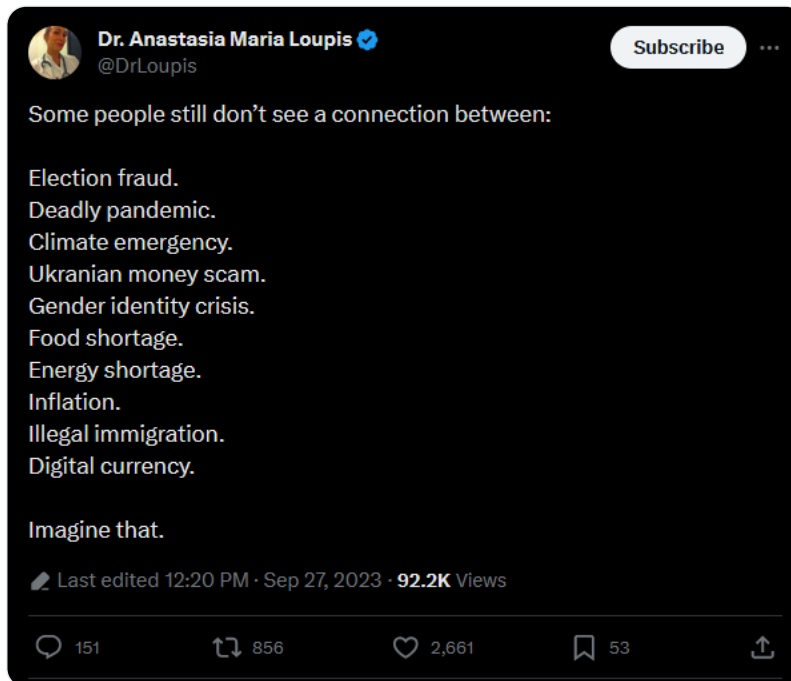 Dr. Anastasia Maria Loupis
Subscribe
@DrLoupis
Some people still don’t see a connection between:
Election fraud.
Deadly pandemic.
Climate emergency.
Ukranian money scam.
Gender identity crisis.
Food shortage.
Energy shortage.
Inflation.
Illegal immigration.
Digital currency.
Imagine that.
Last edited 12:20 PM · Sep 27, 2023 · 92.2K Views
151 856 2,661 53